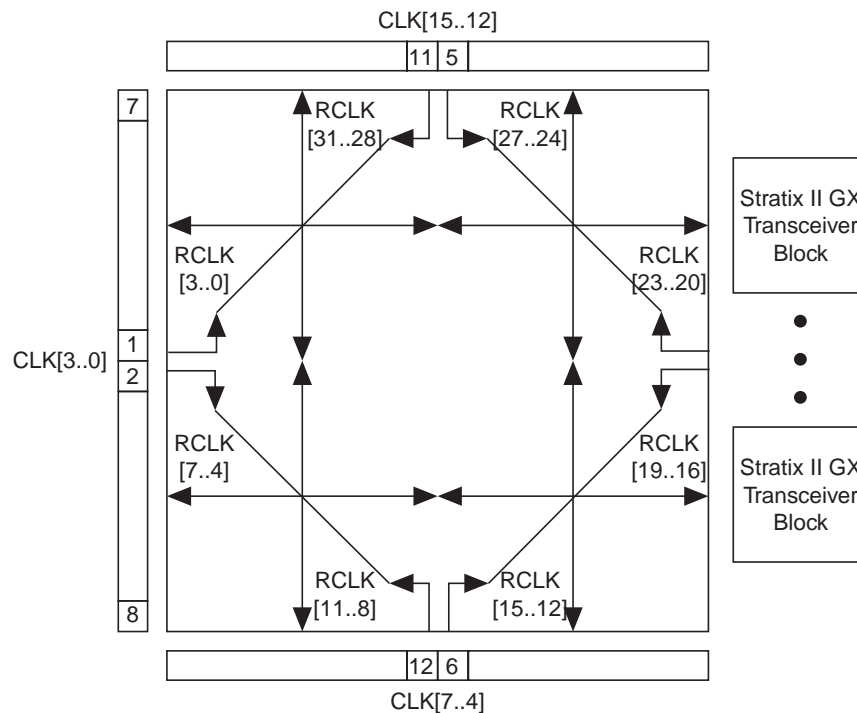 CLK[15..12]
11 5
7
RCLK
[31..28]
RCLK
[27..24]
Stratix II GX
Transceiver
Block
RCLK
[3..0]
RCLK
[23..20]
1
CLK[3..0]
2
RCLK
[7..4]
RCLK
[19..16]
Stratix II GX
Transceiver
Block
RCLK
[11..8]
RCLK
[15..12]
8
12 6
CLK[7..4]